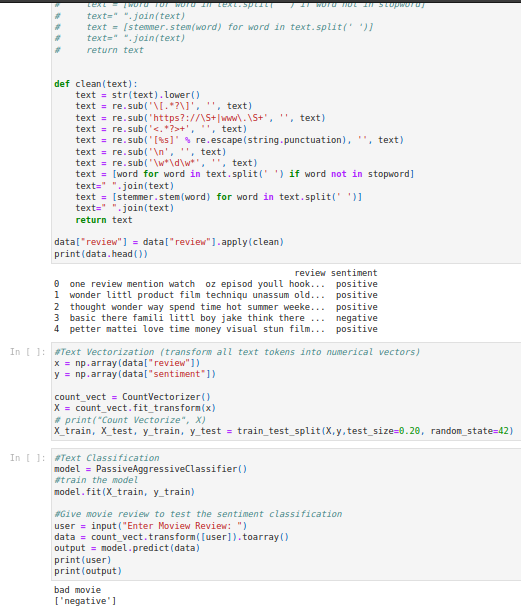 #     text = [word for word in text.split(' ') if word not in stopword]
#     text=" ".join(text)
#     text = [stemmer.stem(word) for word in text.split(' ')]
#     text=" ".join(text)
#     return text
def clean(text):
    text = str(text).lower()
    text = re.sub('\[.*?\]', '', text)
    text = re.sub('https?://\S+|www\.\S+', '', text)
    text = re.sub('<.*?>+', '', text)
    text = re.sub('[%s]' % re.escape(string.punctuation), '', text)
    text = re.sub('\n', '', text)
    text = re.sub('\w*\d\w*', '', text)
    text = [word for word in text.split(' ') if word not in stopword]
    text=" ".join(text)
    text = [stemmer.stem(word) for word in text.split(' ')]
    text=" ".join(text)
    return text
data["review"] = data["review"].apply(clean)
print(data.head())
review sentiment
0  one review mention watch  oz episod youll hook...  positive
1  wonder littl product film techniqu unassum old...  positive
2  thought wonder way spend time hot summer weeke...  positive
3  basic there famili littl boy jake think there ...  negative
4  petter mattei love time money visual stun film...  positive
In [ ]: #Text Vectorization (transform all text tokens into numerical vectors)
x = np.array(data["review"])
y = np.array(data["sentiment"])
count_vect = CountVectorizer()
X = count_vect.fit_transform(x)
# print("Count Vectorize", X)
X_train, X_test, y_train, y_test = train_test_split(X,y,test_size=0.20, random_state=42)
In [ ]: #Text Classification
model = PassiveAggressiveClassifier()
#train the model
model.fit(X_train, y_train)
#Give movie review to test the sentiment classification
user = input("Enter Moview Review: ")
data = count_vect.transform([user]).toarray()
output = model.predict(data)
print(user)
print(output)
bad movie
['negative']